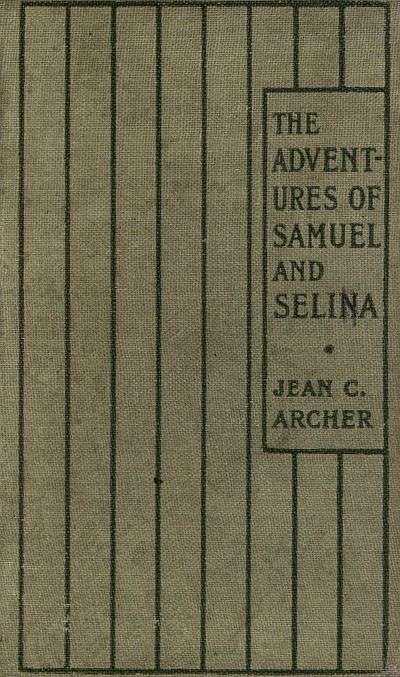 THE
ADVENT-
URES OF
SAMUEL
AND
SELINA
JEAN C.
ARCHER